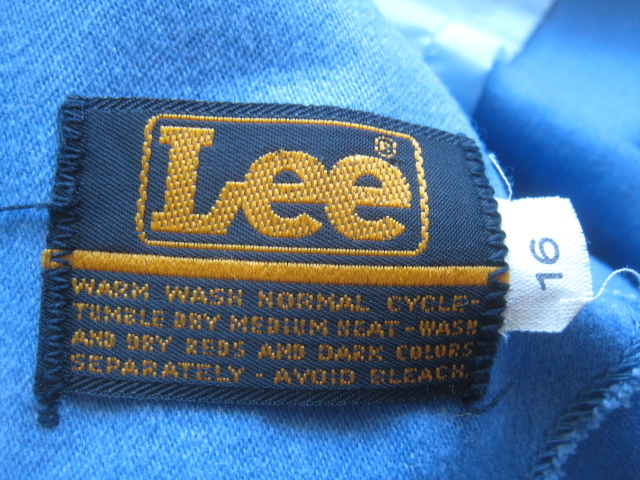 Lee®
WARM WASH NORMAL CYCLE-
TUMBLE DRY MEDIUM HEAT-WASH
AND DRY REDS AND DARK COLORS
SEPARATELY - AVOID BLEACH.
16